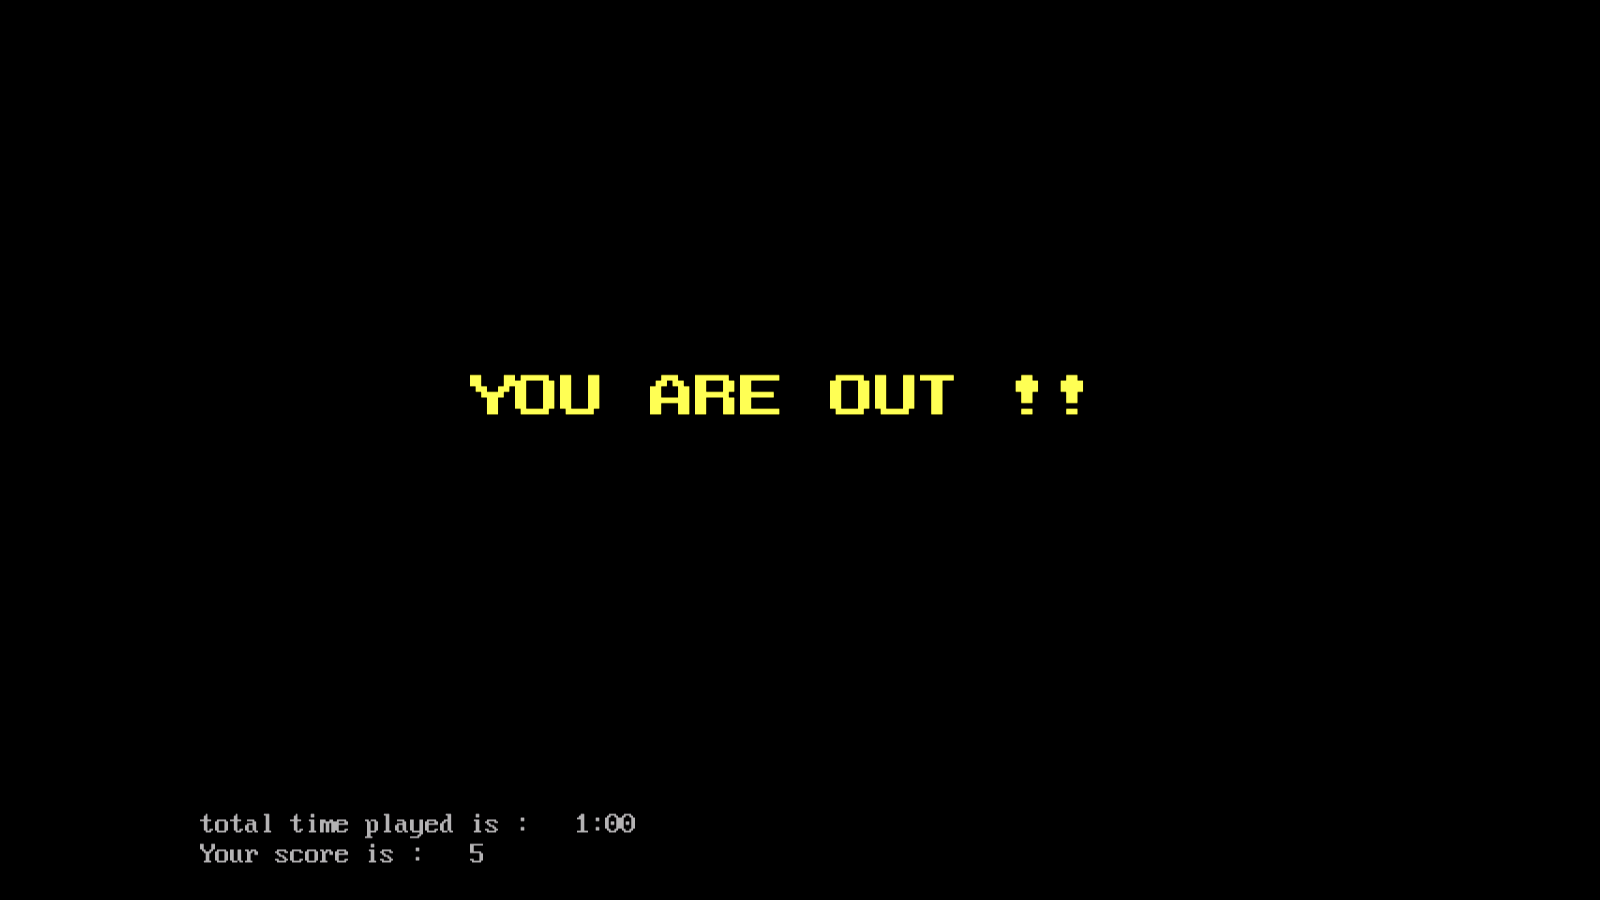 YOU ARE OUT !!
total time played is :   1:00
Your score is :   5